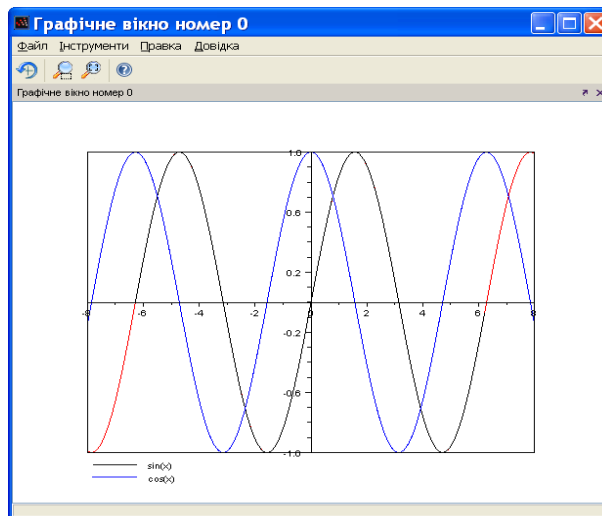 Графічне вікно номер 0
Файл Інструменти Правка Довідка
Графічне вікно номер 0
1.0
0.6
0.2
-8 -6 -4 -2 0 2 4 6 8
-0.2
-0.6
-1.0
sin(x)
cos(x)